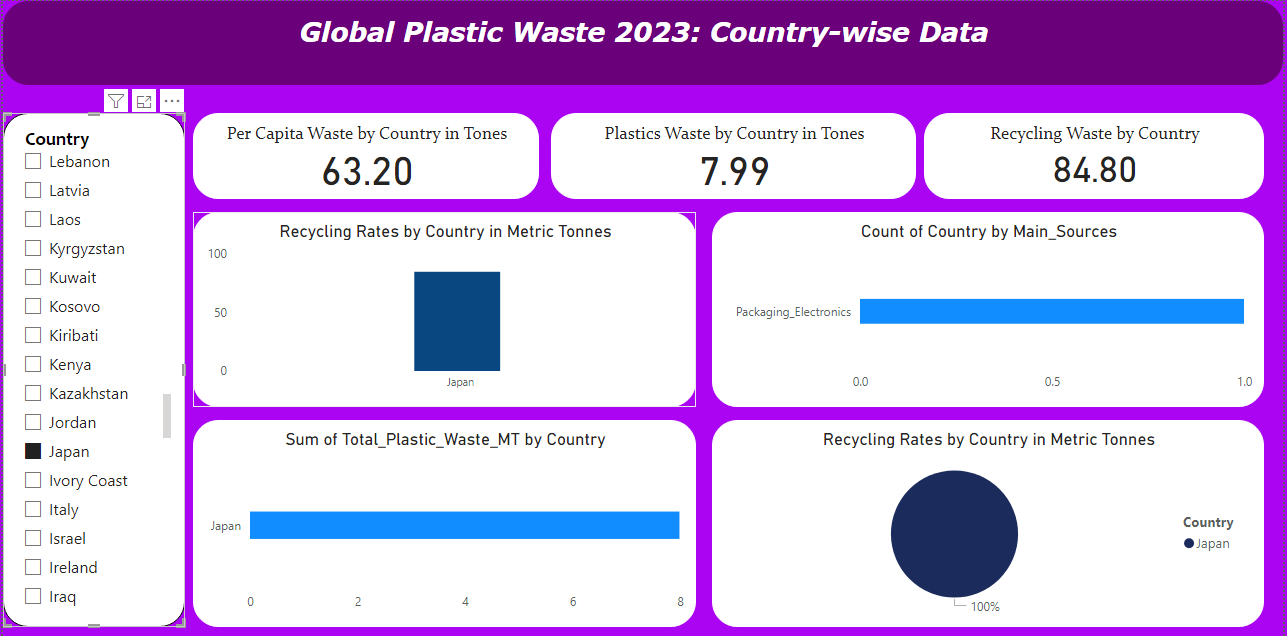 Global Plastic Waste 2023: Country-wise Data
Country
Lebanon
Latvia
Laos
Kyrgyzstan
Kuwait
Kosovo
Kiribati
Kenya
Kazakhstan
Jordan
Japan
Ivory Coast
Italy
Israel
Ireland
Iraq
Per Capita Waste by Country in Tones
63.20
Plastics Waste by Country in Tones
7.99
Recycling Waste by Country
84.80
Recycling Rates by Country in Metric Tonnes
100
50
0
Japan
Count of Country by Main_Sources
Packaging_Electronics
0.0 0.5 1.0
Sum of Total_Plastic_Waste_MT by Country
Japan
0 2 4 6 8
Recycling Rates by Country in Metric Tonnes
100%
Country
Japan